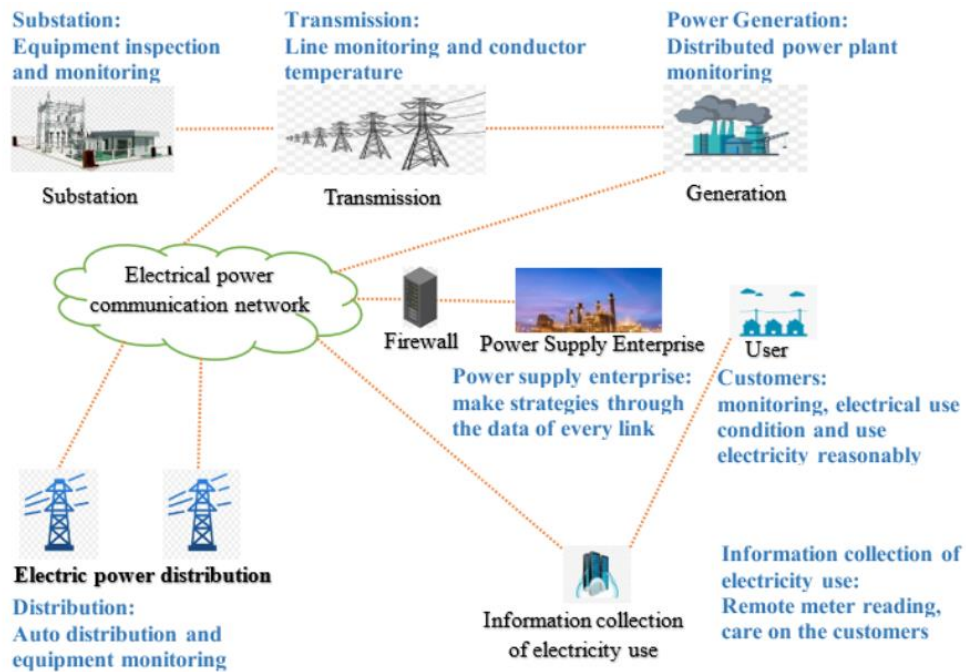 Substation:
Equipment inspection
and monitoring
Transmission:
Line monitoring and conductor
temperature
Power Generation:
Distributed power plant
monitoring
Substation
Transmission
Generation
Electrical power
communication network
Firewall
Power Supply Enterprise
User
Power supply enterprise:
make strategies through
the data of every link
Customers:
monitoring, electrical use
condition and use
electricity reasonably
Electric power distribution
Distribution:
Auto distribution and
equipment monitoring
Information collection
of electricity use
Information collection of
electricity use:
Remote meter reading,
care on the customers